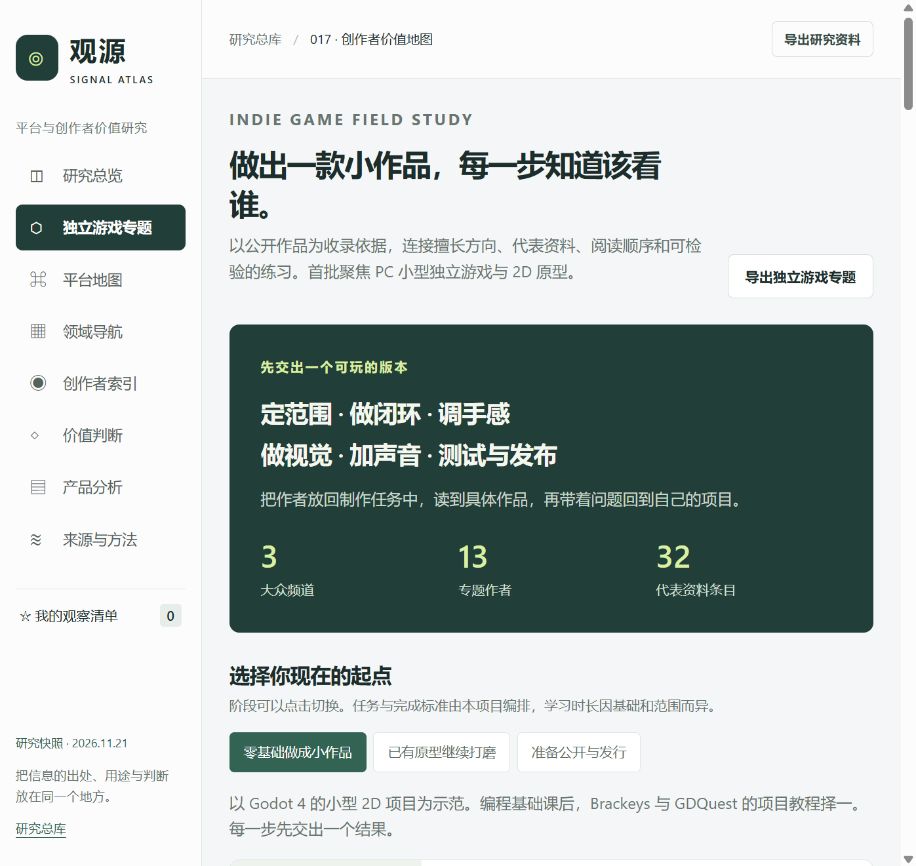 观源
SIGNAL ATLAS
平台与创作者价值研究
研究总览
独立游戏专题
平台地图
领域导航
创作者索引
价值判断
产品分析
来源与方法
☆ 我的观察清单 0
研究快照 · 2026.11.21
把信息的出处、用途与判断
放在同一个地方。
研究总库
研究总库 / 017 · 创作者价值地图
导出研究资料
INDIE GAME FIELD STUDY
做出一款小作品，每一步知道该看
谁。
以公开作品为收录依据，连接擅长方向、代表资料、阅读顺序和可检
验的练习。首批聚焦 PC 小型独立游戏与 2D 原型。
导出独立游戏专题
先交出一个可玩的版本
定范围 · 做闭环 · 调手感
做视觉 · 加声音 · 测试与发布
把作者放回制作任务中，读到具体作品，再带着问题回到自己的项目。
3 13 32
大众频道 专题作者 代表资料条目
选择你现在的起点
阶段可以点击切换。任务与完成标准由本项目编排，学习时长因基础和范围而异。
零基础做成小作品 已有原型继续打磨 准备公开与发行
以 Godot 4 的小型 2D 项目为示范。编程基础课后，Brackeys 与 GDQuest 的项目教程择一。
每一步先交出一个结果。